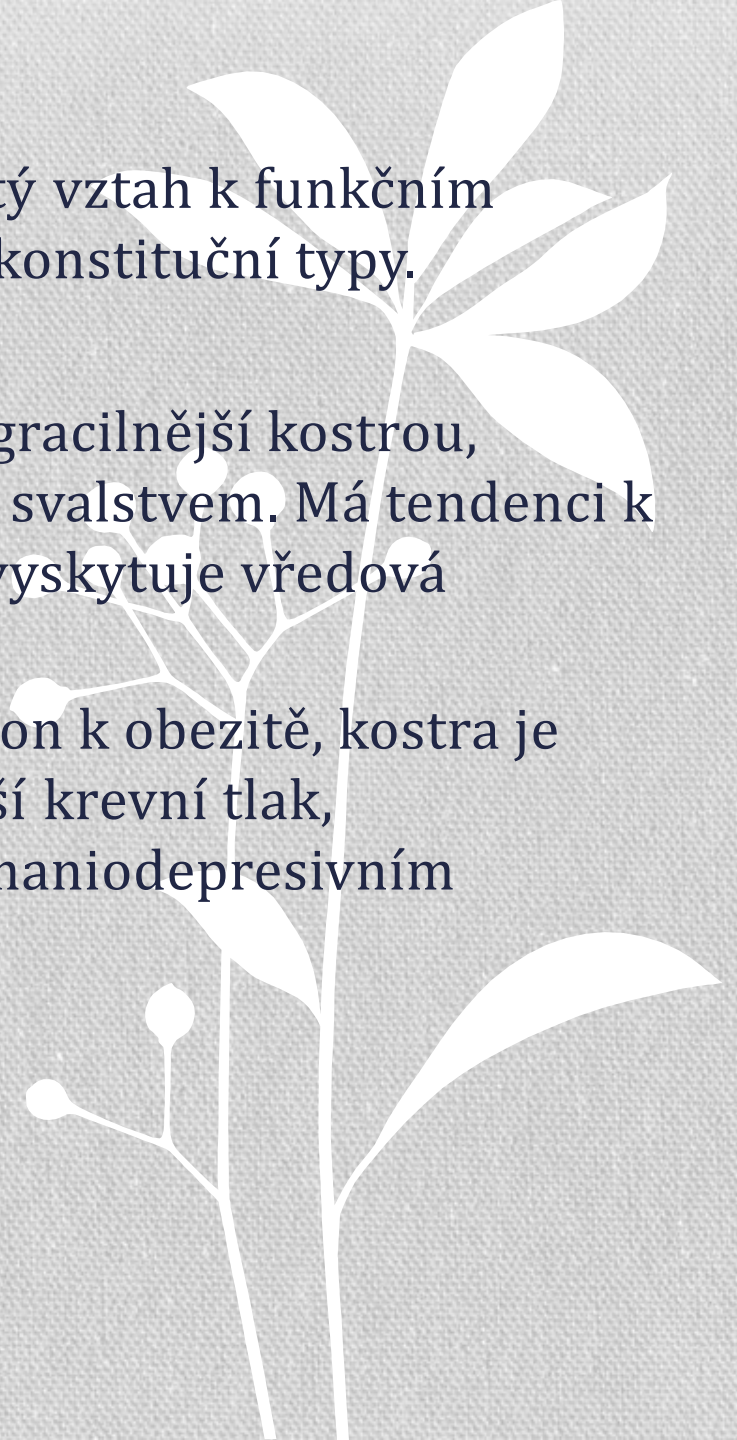 tý vztah k funkčním
konstituční typy.
gracilnější kostrou,
svalstvem. Má tendenci k
vyskytuje vředová
on k obezitě, kostra je
ší krevní tlak,
maniodepresivním